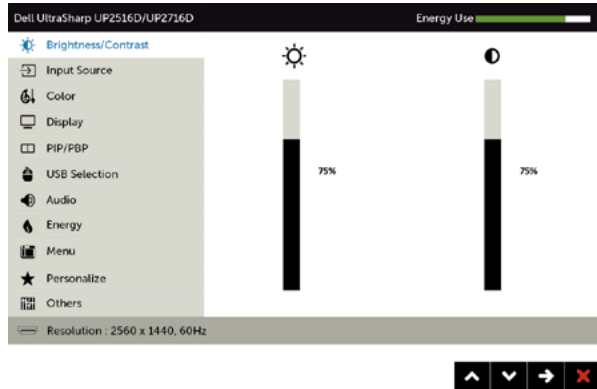 Dell UltraSharp UP2516D/UP2716D Energy Use
Brightness/Contrast
Input Source
Color
Display
PIP/PBP
USB Selection
75% 75%
Audio
Energy
Menu
Personalize
Others
Resolution : 2560 x 1440, 60Hz